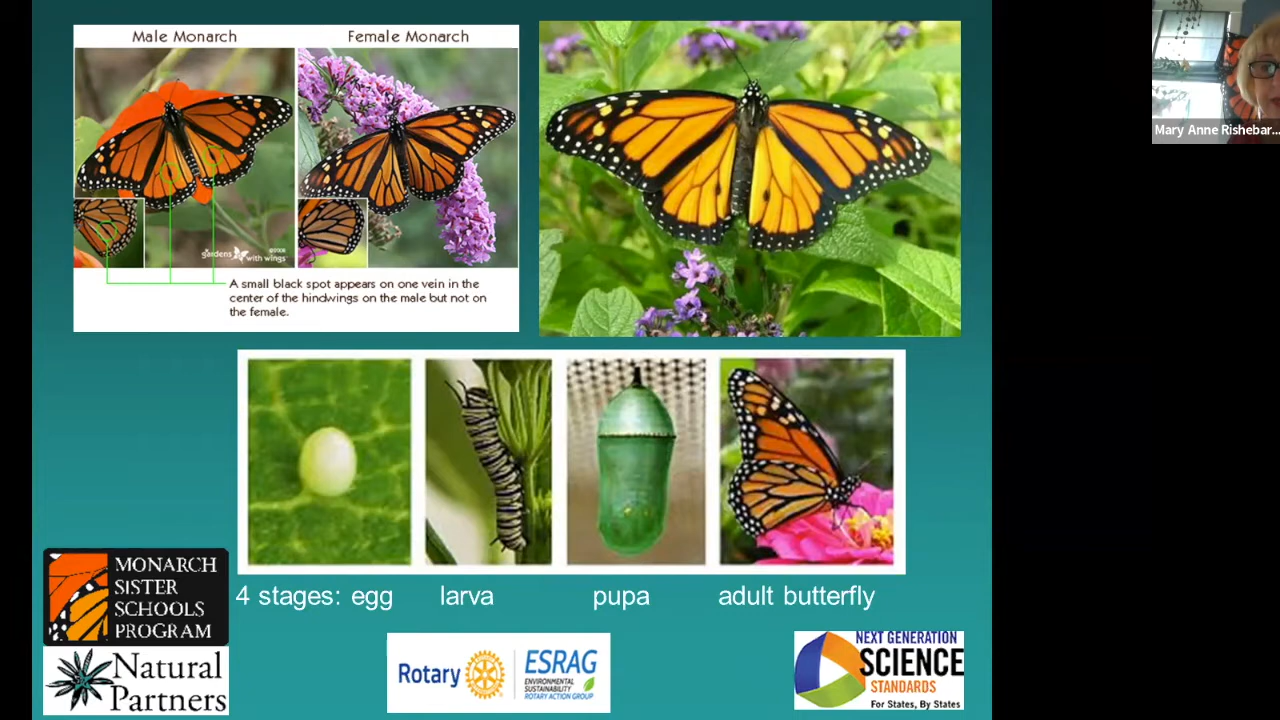 Male Monarch
Female Monarch
gardens with wings
A small black spot appears on one vein in the
center of the hindwings on the male but not on
the female.
Mary Anne Rishebar...
4 stages: egg
larva
pupa
adult butterfly
MONARCH
SISTER
SCHOOLS
PROGRAM
Natural
Partners
Rotary
ESRAG
ENVIRONMENTAL
SUSTAINABILITY
ROTARY ACTION GROUP
NEXT GENERATION
SCIENCE
STANDARDS
For States, By States